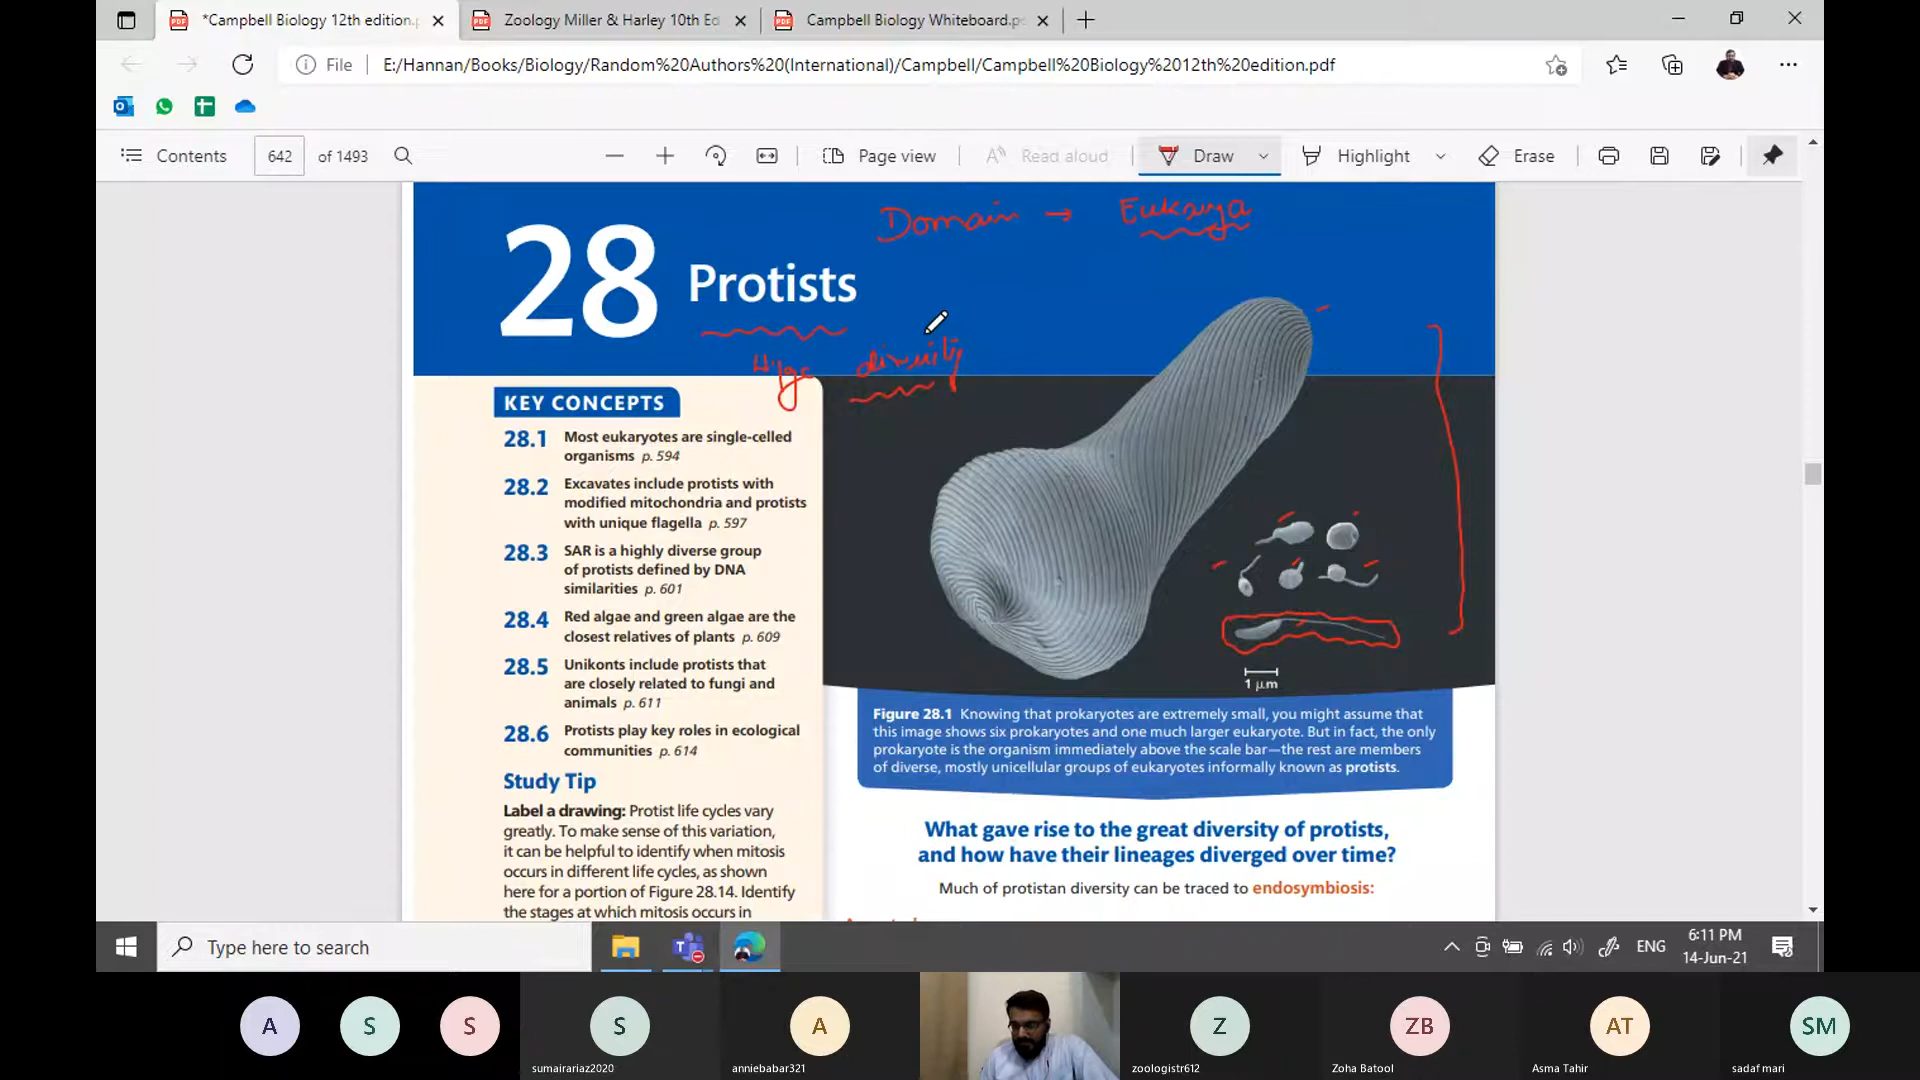 *Campbell Biology 12th edition.p
Zoology Miller & Harley 10th Ed
Campbell Biology Whiteboard.pd
File
E:/Hannan/Books/Biology/Random%20Authors%20(International)/Campbell/Campbell%20Biology%2012th%20edition.pdf
Contents
642 of 1493
Page view
Read aloud
Draw
Highlight
Erase
Domain → Eukarya
28 Protists
Huge diversity
KEY CONCEPTS
28.1 Most eukaryotes are single-celled
organisms p. 594
28.2 Excavates include protists with
modified mitochondria and protists
with unique flagella p. 597
28.3 SAR is a highly diverse group
of protists defined by DNA
similarities p. 601
28.4 Red algae and green algae are the
closest relatives of plants p. 609
28.5 Unikonts include protists that
are closely related to fungi and
animals p. 611
28.6 Protists play key roles in ecological
communities p. 614
Study Tip
Label a drawing: Protist life cycles vary
greatly. To make sense of this variation,
it can be helpful to identify when mitosis
occurs in different life cycles, as shown
here for a portion of Figure 28.14. Identify
the stages at which mitosis occurs in
1 μm
Figure 28.1 Knowing that prokaryotes are extremely small, you might assume that
this image shows six prokaryotes and one much larger eukaryote. But in fact, the only
prokaryote is the organism immediately above the scale bar—the rest are members
of diverse, mostly unicellular groups of eukaryotes informally known as protists.
What gave rise to the great diversity of protists,
and how have their lineages diverged over time?
Much of protistan diversity can be traced to endosymbiosis:
Type here to search
ENG
6:11 PM
14-Jun-21
A
S
S
S
A
Z
ZB
AT
SM
sumairariaz2020
anniebabar321
zoologistr612
Zoha Batool
Asma Tahir
sadaf mari